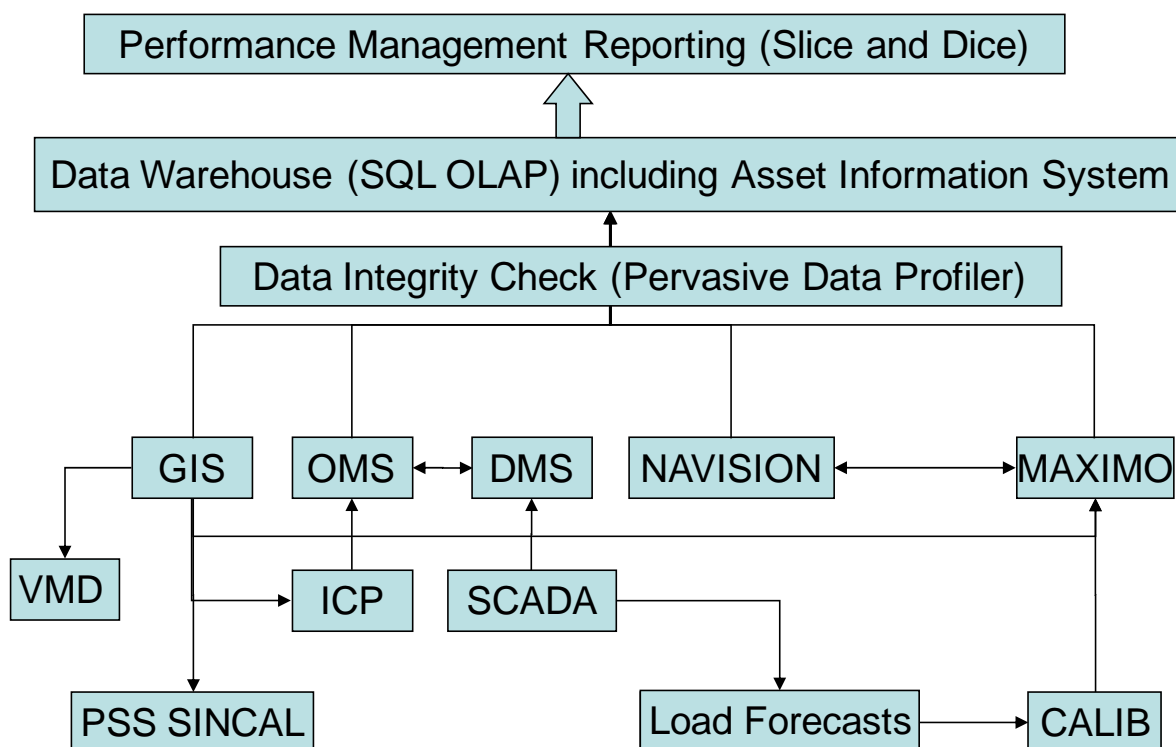 Performance Management Reporting (Slice and Dice)
Data Warehouse (SQL OLAP) including Asset Information System
Data Integrity Check (Pervasive Data Profiler)
GIS
OMS
DMS
NAVISION
MAXIMO
VMD
ICP
SCADA
PSS SINCAL
Load Forecasts
CALIB